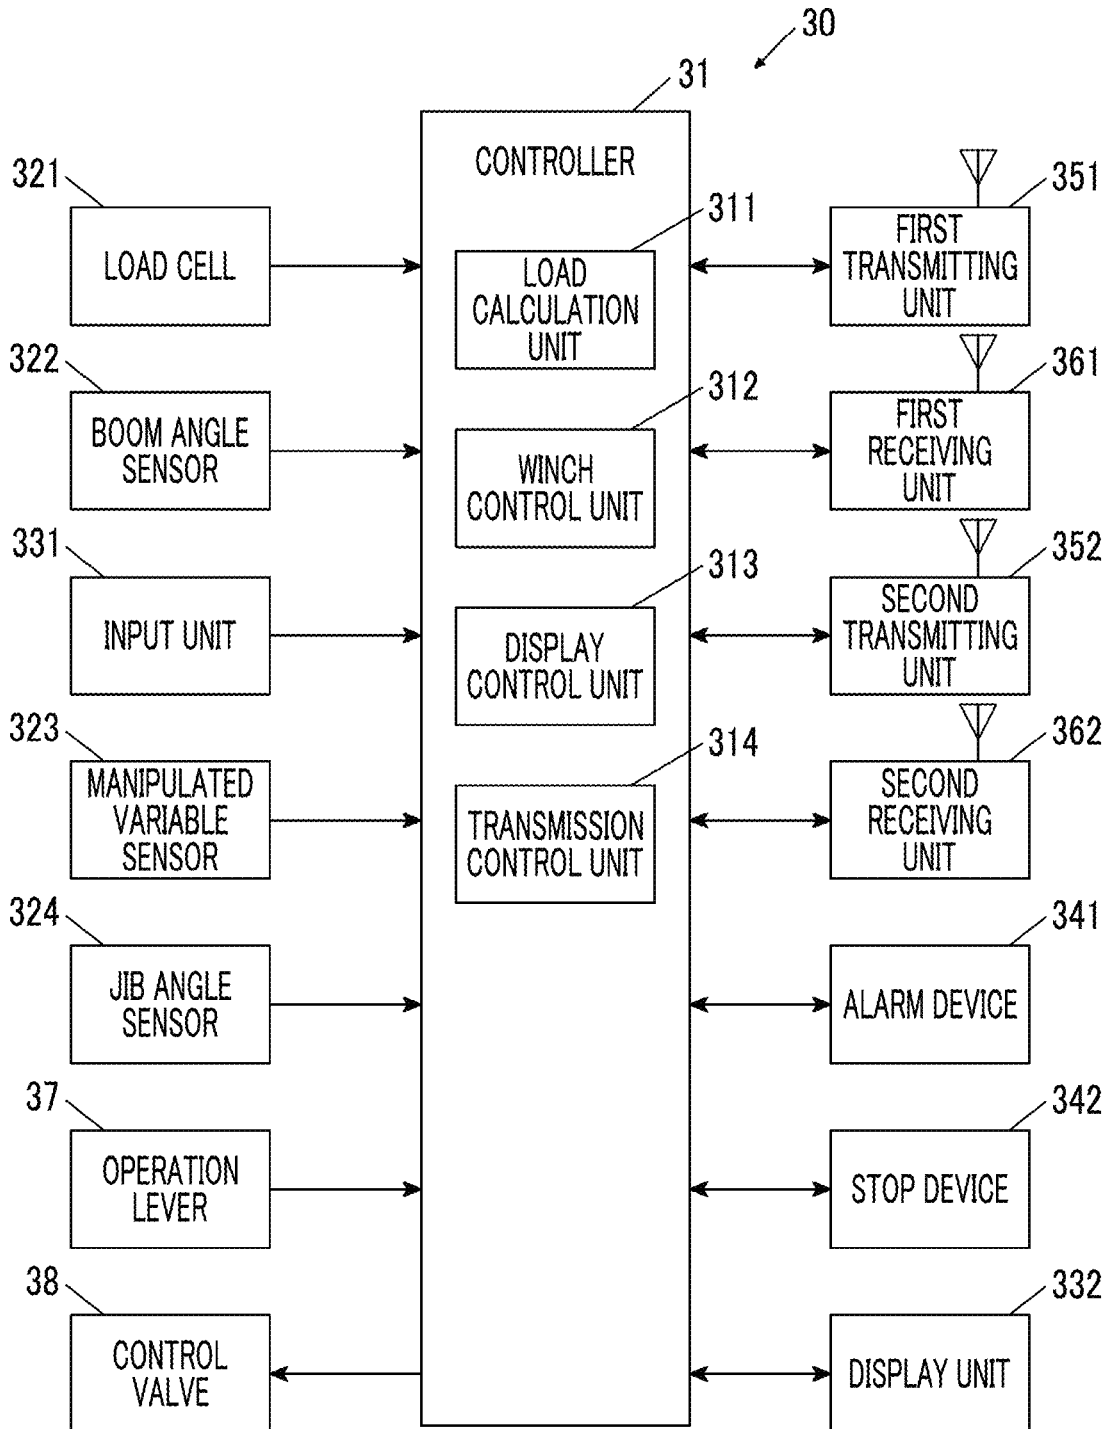 30
31
CONTROLLER
321
LOAD CELL
311
LOAD
CALCULATION
UNIT
351
FIRST
TRANSMITTING
UNIT
322
BOOM ANGLE
SENSOR
312
WINCH
CONTROL UNIT
361
FIRST
RECEIVING
UNIT
331
INPUT UNIT
313
DISPLAY
CONTROL UNIT
352
SECOND
TRANSMITTING
UNIT
323
MANIPULATED
VARIABLE
SENSOR
314
TRANSMISSION
CONTROL UNIT
362
SECOND
RECEIVING
UNIT
324
JIB ANGLE
SENSOR
341
ALARM DEVICE
37
OPERATION
LEVER
342
STOP DEVICE
38
CONTROL
VALVE
332
DISPLAY UNIT